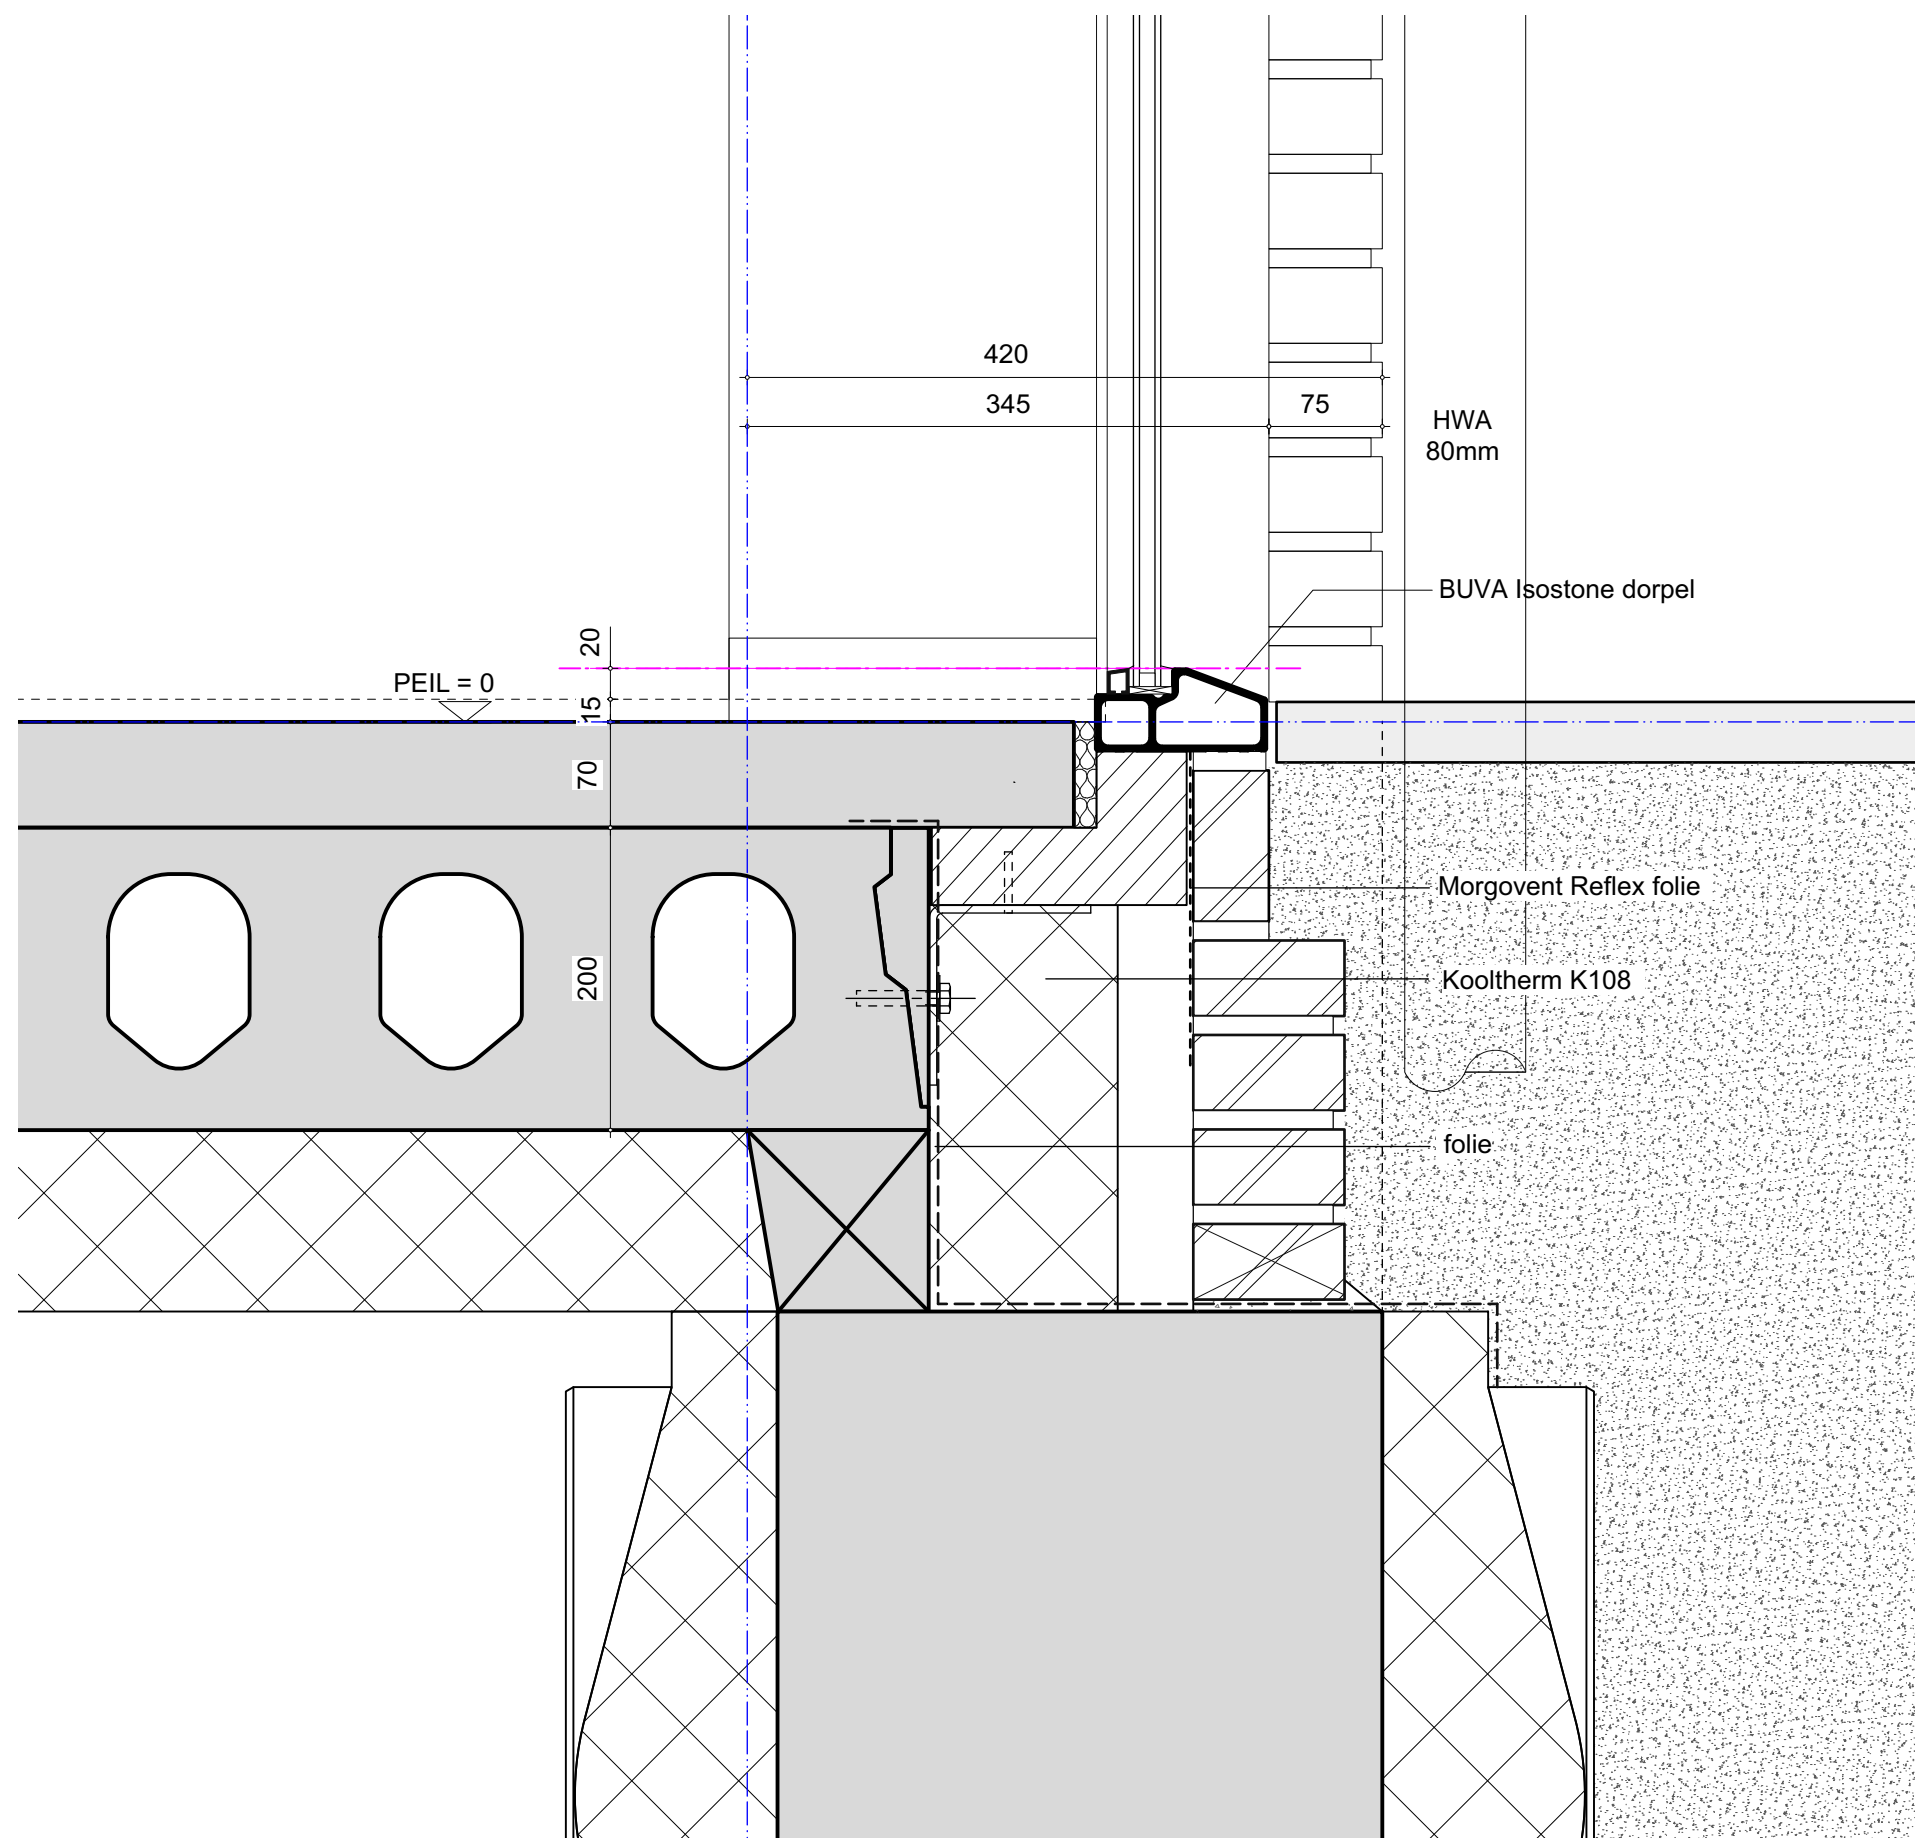 420
345
75
HWA
80mm
BUVA Isostone dorpel
20
PEIL = 0
15
70
Morgovent Reflex folie
200
Kooltherm K108
folie